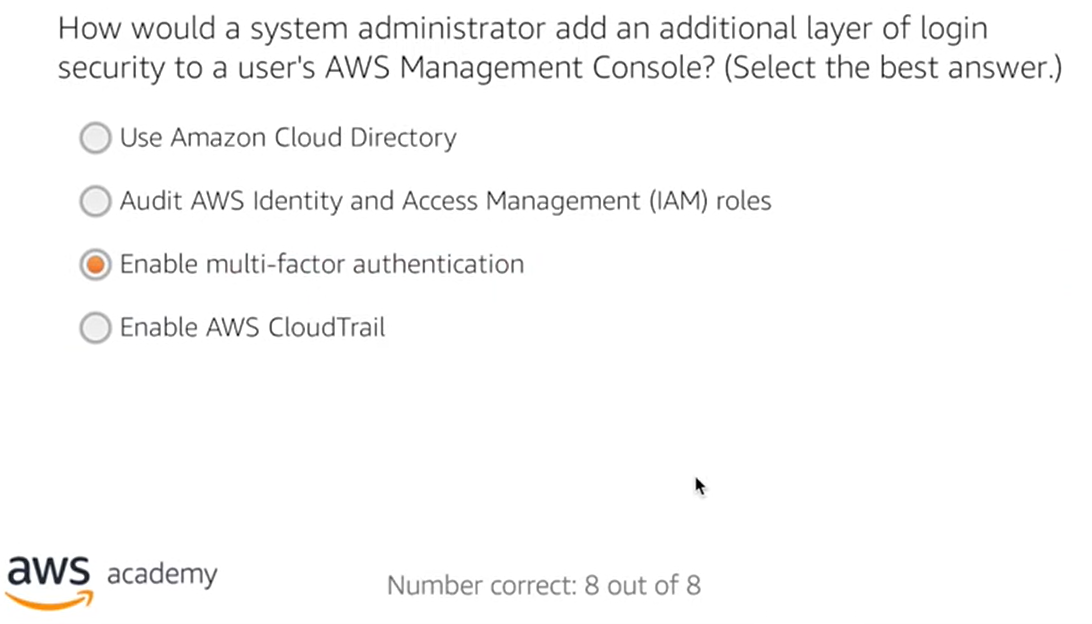 How would a system administrator add an additional layer of login
security to a user's AWS Management Console? (Select the best answer.)
Use Amazon Cloud Directory
Audit AWS Identity and Access Management (IAM) roles
Enable multi-factor authentication
Enable AWS CloudTrail
aws academy
Number correct: 8 out of 8